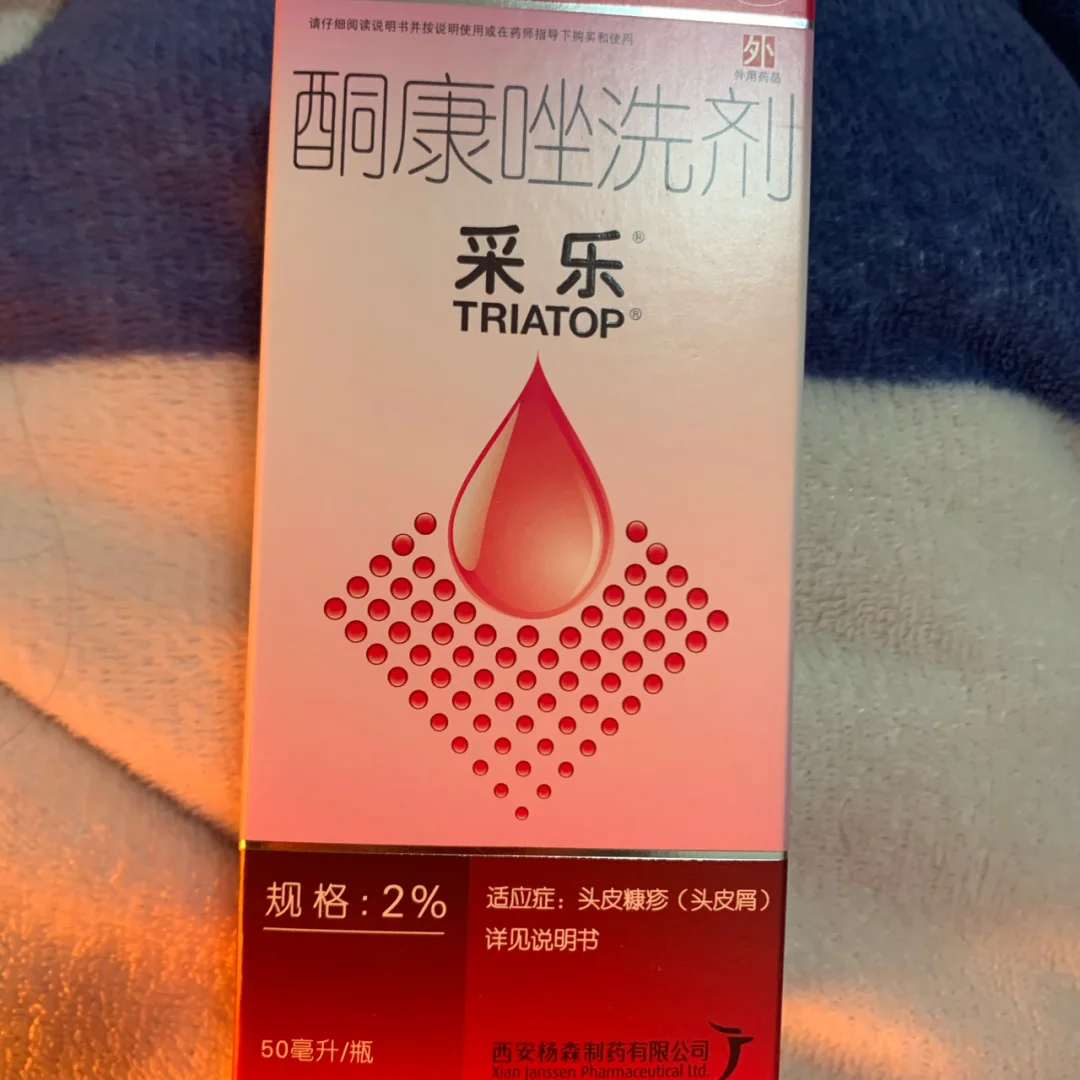 请仔细阅读说明书并按说明使用或在药师指导下购买和使用
外
外用药品
酮康唑洗剂
采乐®
TRIATOP®
规格:2%
适应症：头皮糠疹（头皮屑）
详见说明书
50毫升/瓶
西安杨森制药有限公司
Xian Janssen Pharmaceutical Ltd.